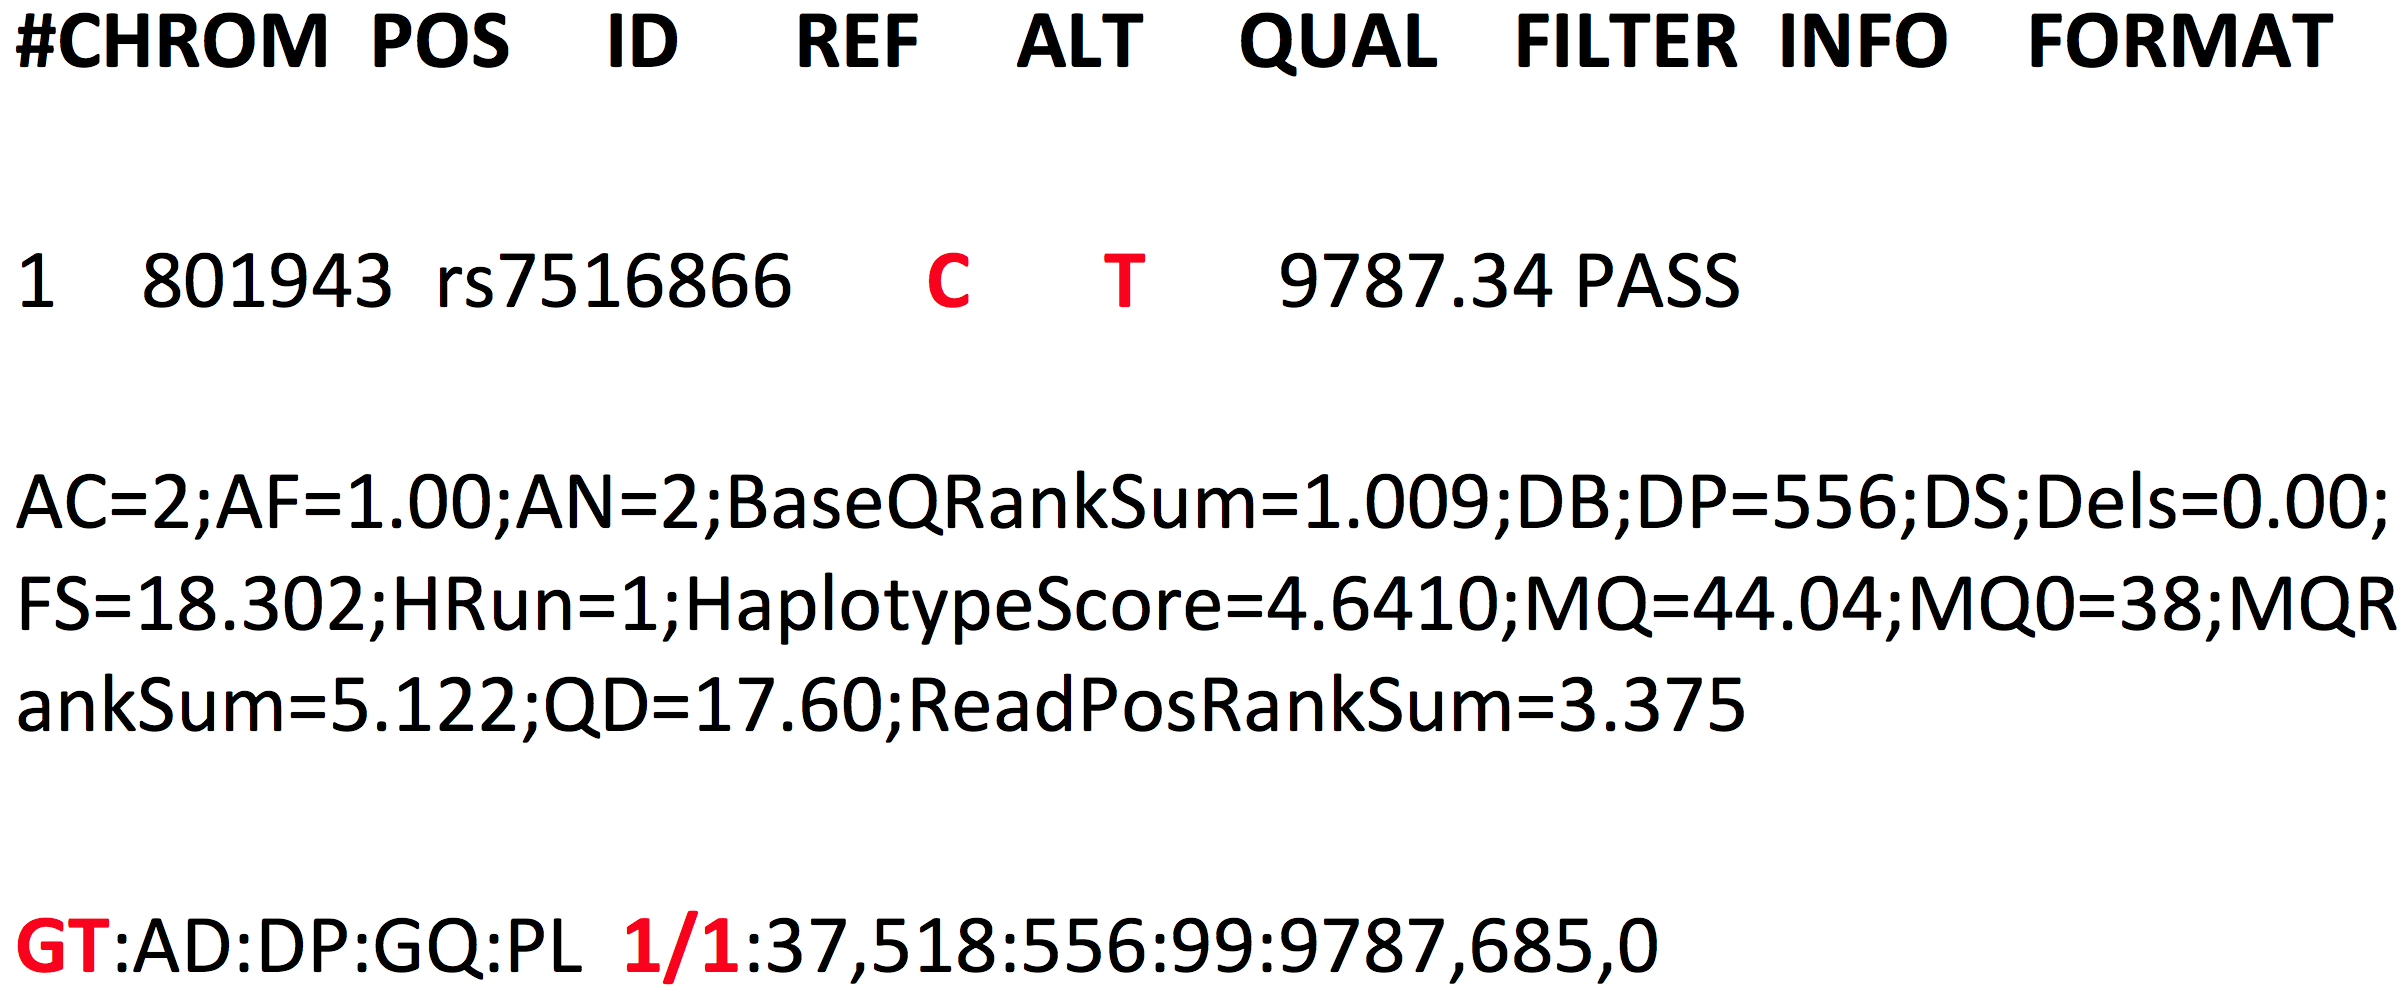 #CHROM POS ID REF ALT QUAL FILTER INFO FORMAT
1 801943 rs7516866 C T 9787.34 PASS
AC=2;AF=1.00;AN=2;BaseQRankSum=1.009;DB;DP=556;DS;Dels=0.00;
FS=18.302;HRun=1;HaplotypeScore=4.6410;MQ=44.04;MQ0=38;MQR
ankSum=5.122;QD=17.60;ReadPosRankSum=3.375
GT:AD:DP:GQ:PL 1/1:37,518:556:99:9787,685,0